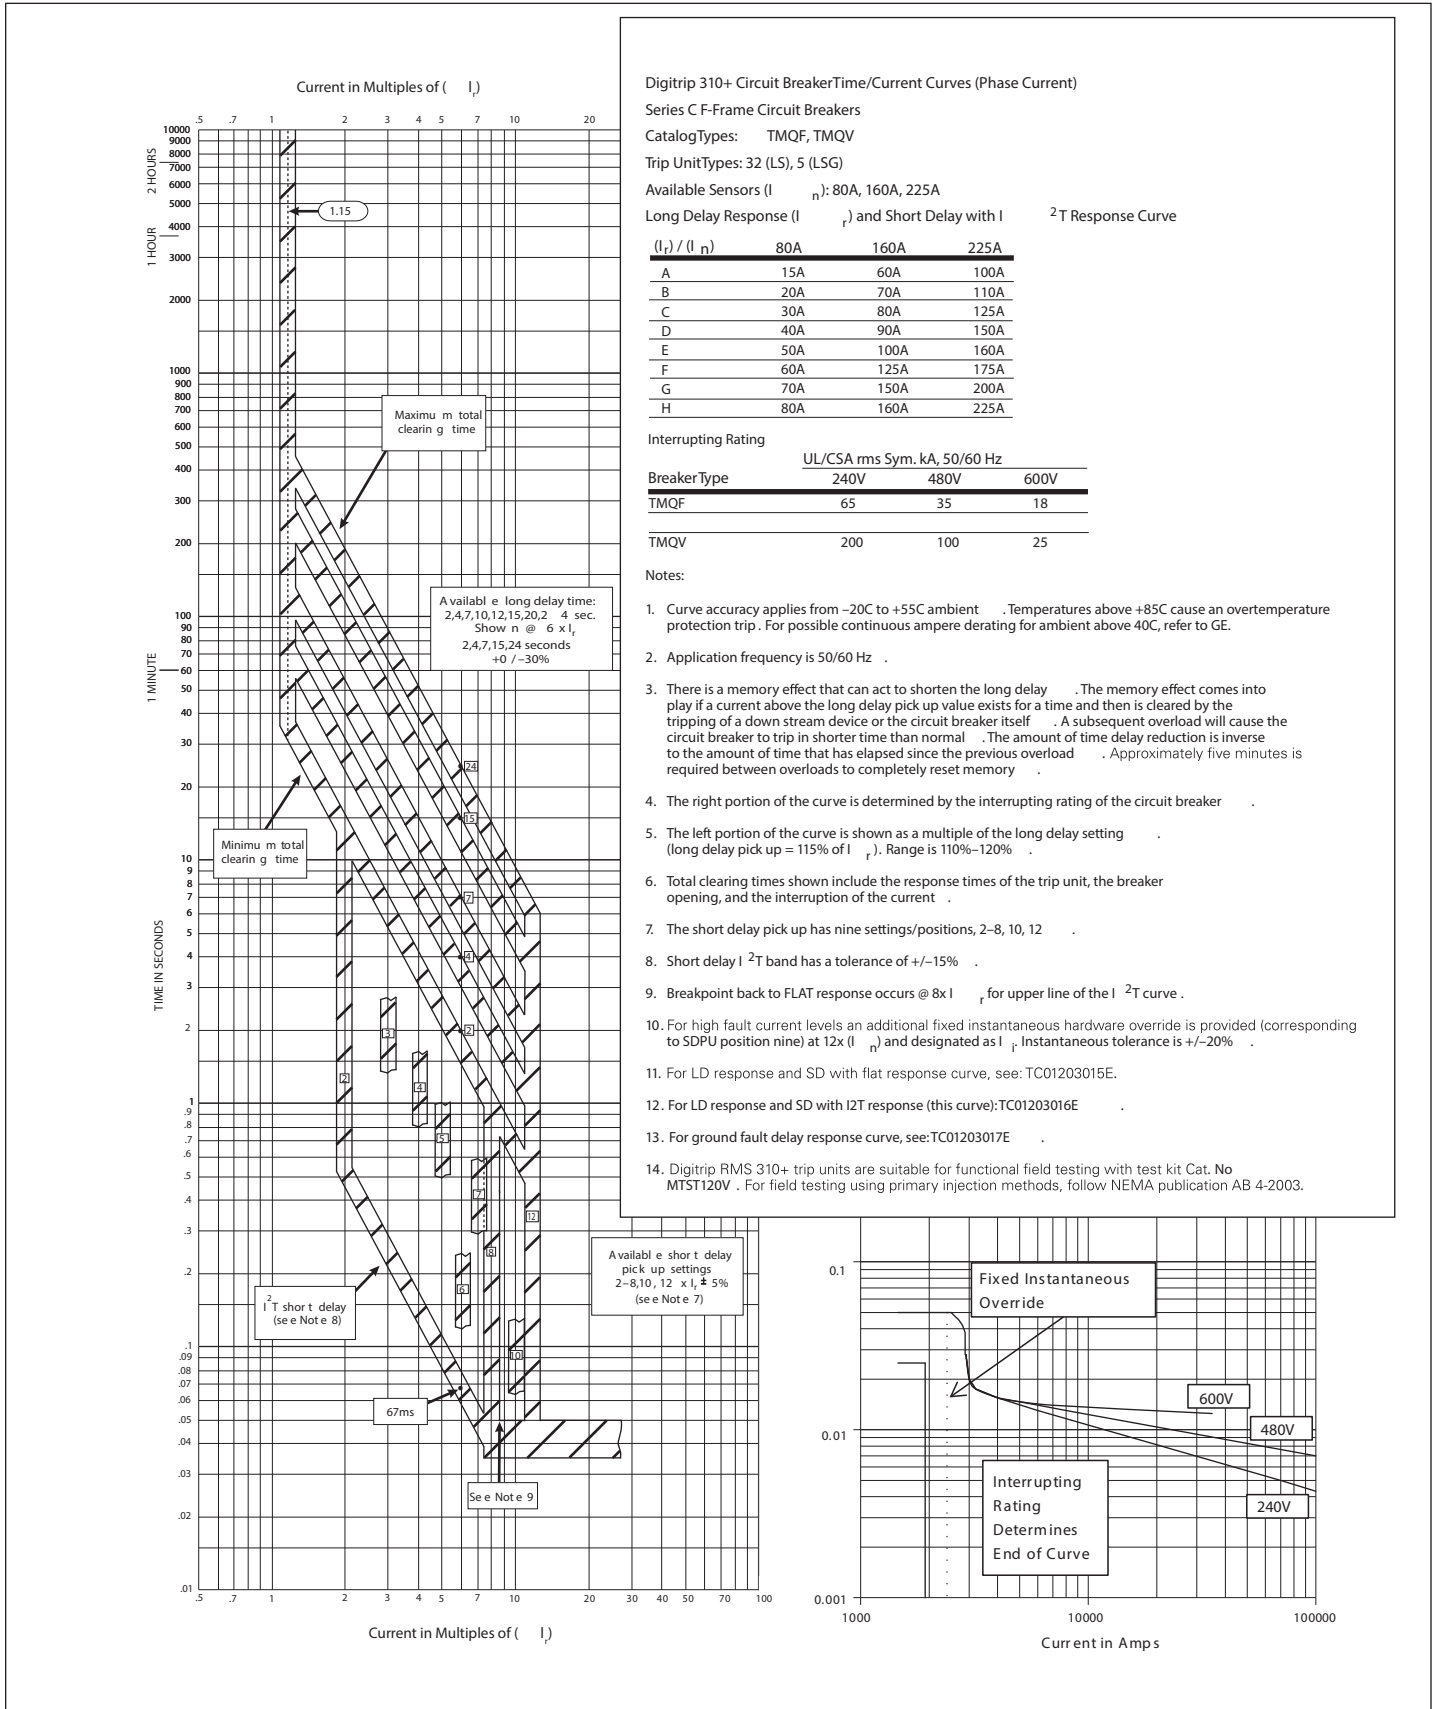 Current in Multiples of ( Ir)
.5 .7 1 2 3 4 5 7 10 20
10000
9000
8000
7000
6000
5000
4000
3000
2000
1000
900
800
700
600
500
400
300
200
100
90
80
70
60
50
40
30
20
10
9
8
7
6
5
4
3
2
1
.9
.8
.7
.6
.5
.4
.3
.2
.1
.09
.08
.07
.06
.05
.04
.03
.02
.01
2 HOURS
1 HOUR
1 MINUTE
TIME IN SECONDS
1.15
Maximu m total
clearin g time
Availabl e long delay time:
2,4,7,10,12,15,20,2 4 sec.
Show n @ 6 x Ir
2,4,7,15,24 seconds
+0 / –30%
24
15
7
4
2
Minimu m total
clearin g time
2
3
4
5
7
12
8
6
10
Availabl e shor t delay
pick up settings
2–8,10 , 12 x Ir ± 5%
(se e Not e 7)
I2T shor t delay
(se e Not e 8)
67ms
Se e Not e 9
.5 .7 1 2 3 4 5 7 10 20 30 40 50 70 100
Current in Multiples of ( Ir)
Digitrip 310+ Circuit BreakerTime/Current Curves (Phase Current)
Series C F-Frame Circuit Breakers
CatalogTypes: TMQF, TMQV
Trip UnitTypes: 32 (LS), 5 (LSG)
Available Sensors (I n): 80A, 160A, 225A
Long Delay Response (I r) and Short Delay with I 2T Response Curve
(Ir) / (I n) 80A 160A 225A
A 15A 60A 100A
B 20A 70A 110A
C 30A 80A 125A
D 40A 90A 150A
E 50A 100A 160A
F 60A 125A 175A
G 70A 150A 200A
H 80A 160A 225A
Interrupting Rating
UL/CSA rms Sym. kA, 50/60 Hz
BreakerType 240V 480V 600V
TMQF 65 35 18
TMQV 200 100 25
Notes:
1. Curve accuracy applies from –20C to +55C ambient . Temperatures above +85C cause an overtemperature
protection trip . For possible continuous ampere derating for ambient above 40C, refer to GE.
2. Application frequency is 50/60 Hz .
3. There is a memory effect that can act to shorten the long delay . The memory effect comes into
play if a current above the long delay pick up value exists for a time and then is cleared by the
tripping of a down stream device or the circuit breaker itself . A subsequent overload will cause the
circuit breaker to trip in shorter time than normal . The amount of time delay reduction is inverse
to the amount of time that has elapsed since the previous overload . Approximately five minutes is
required between overloads to completely reset memory .
4. The right portion of the curve is determined by the interrupting rating of the circuit breaker .
5. The left portion of the curve is shown as a multiple of the long delay setting .
(long delay pick up = 115% of I r ). Range is 110%–120% .
6. Total clearing times shown include the response times of the trip unit, the breaker
opening, and the interruption of the current .
7. The short delay pick up has nine settings/positions, 2–8, 10, 12 .
8. Short delay I 2T band has a tolerance of +/–15% .
9. Breakpoint back to FLAT response occurs @ 8x I r for upper line of the I 2T curve .
10. For high fault current levels an additional fixed instantaneous hardware override is provided (corresponding
to SDPU position nine) at 12x (I n) and designated as I i. Instantaneous tolerance is +/–20% .
11. For LD response and SD with flat response curve, see: TC01203015E.
12. For LD response and SD with I2T response (this curve):TC01203016E .
13. For ground fault delay response curve, see:TC01203017E .
14. Digitrip RMS 310+ trip units are suitable for functional field testing with test kit Cat. No
MTST120V . For field testing using primary injection methods, follow NEMA publication AB 4-2003.
0.1
0.01
0.001
Fixed Instantaneous
Override
600V
480V
240V
Interrupting
Rating
Determines
End of Curve
1000 10000 100000
Current in Amps